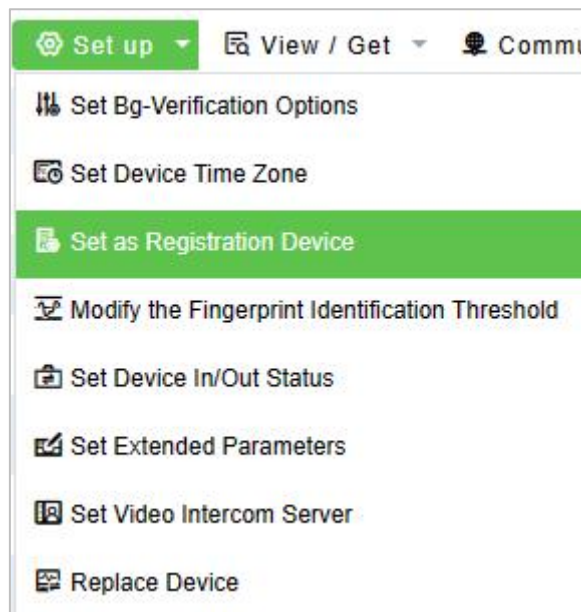 Set up View / Get Commu
Set Bg-Verification Options
Set Device Time Zone
Set as Registration Device
Modify the Fingerprint Identification Threshold
Set Device In/Out Status
Set Extended Parameters
Set Video Intercom Server
Replace Device